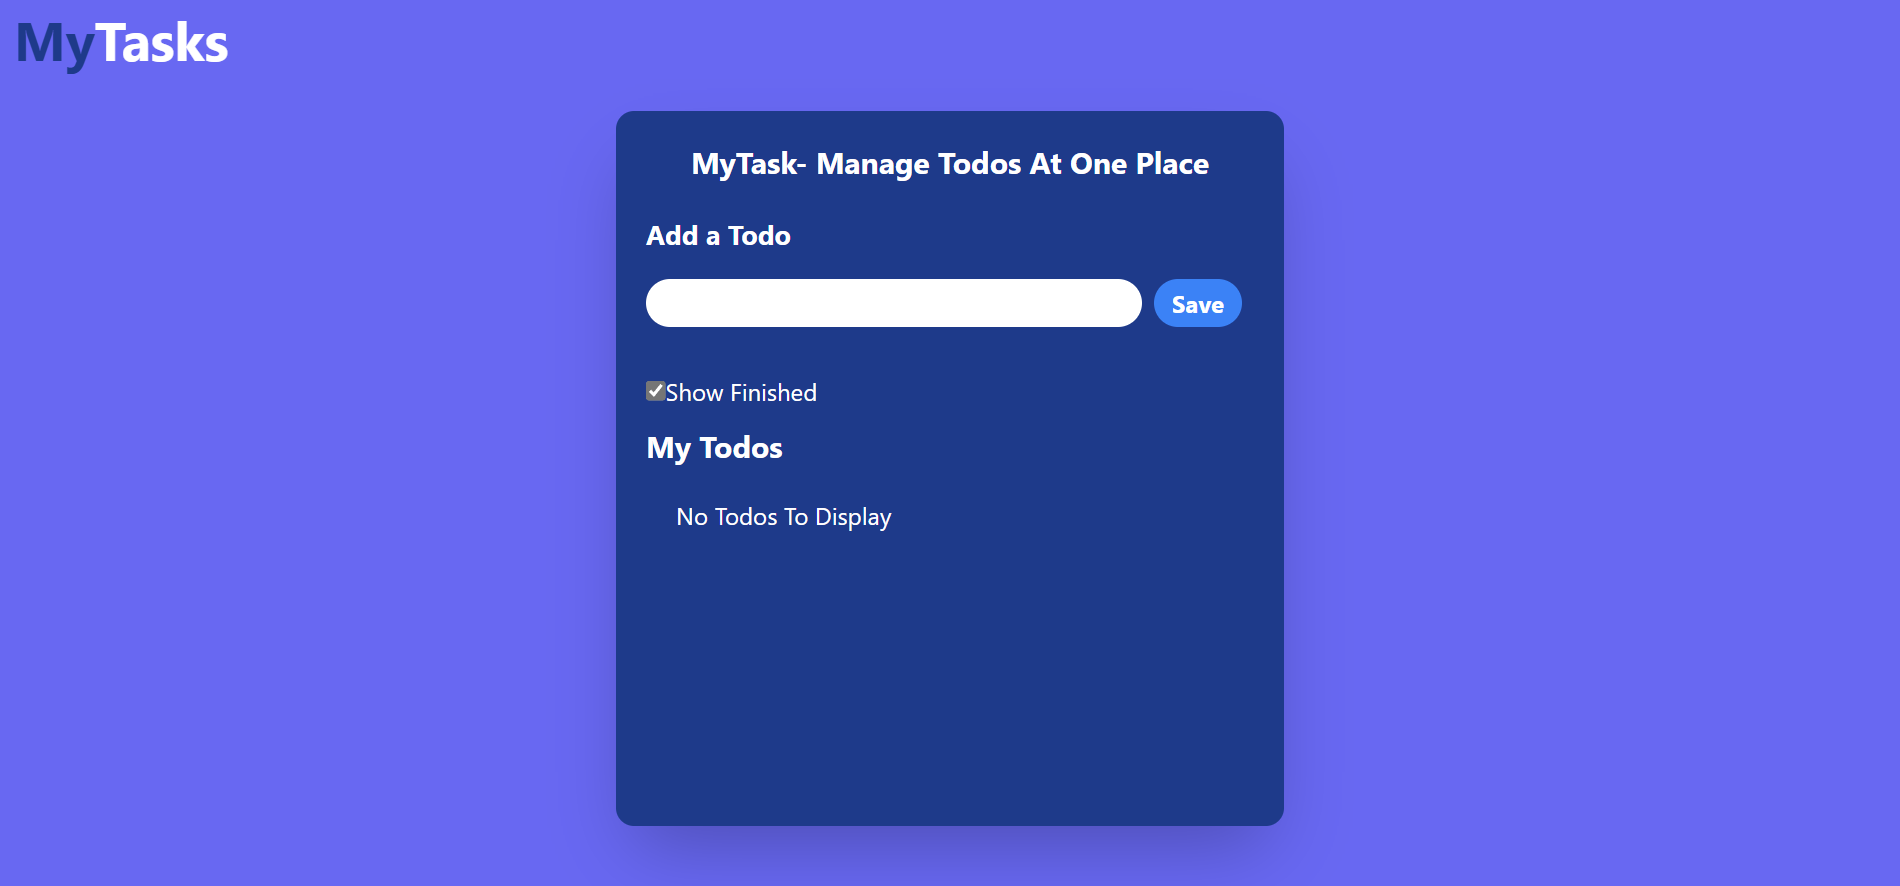 MyTasks
MyTask- Manage Todos At One Place
Add a Todo
Save
Show Finished
My Todos
No Todos To Display